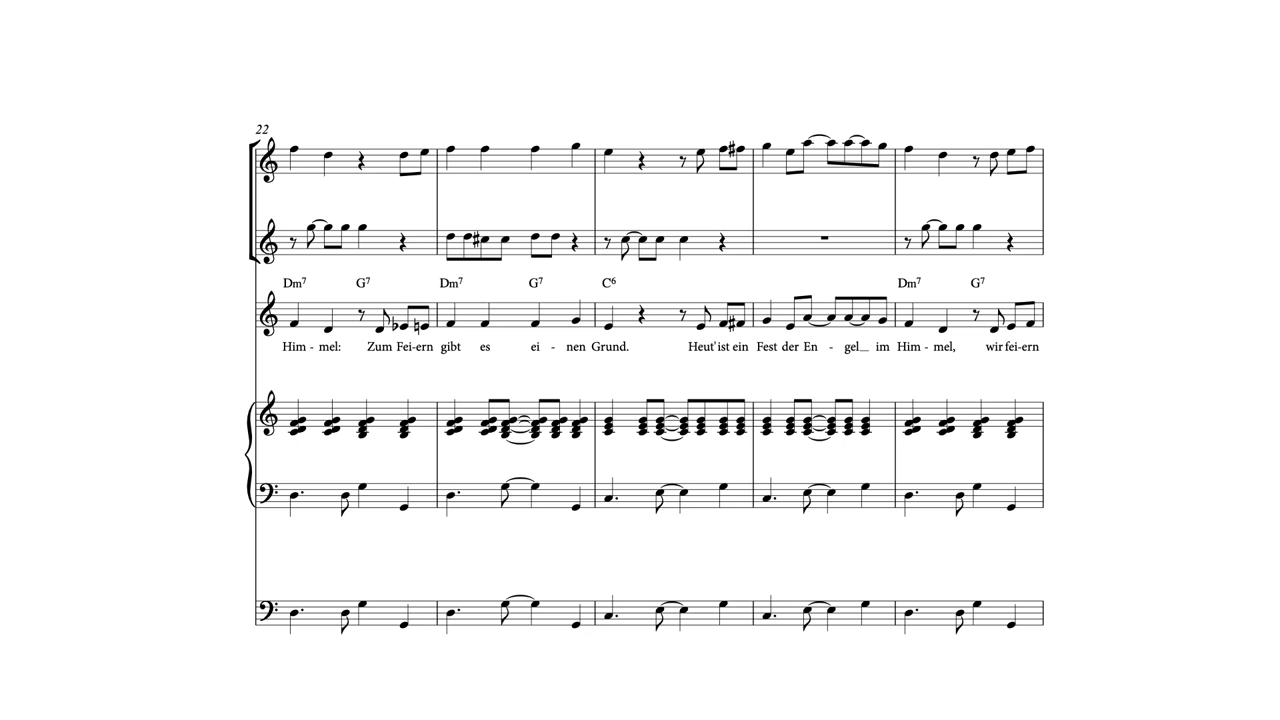 22
Dm7 G7 Dm7 G7 C6 Dm7 G7
Him - mel: Zum Fei-ern gibt es ei - nen Grund. Heut' ist ein Fest der En - gel__ im Him - mel, wir fei-ern